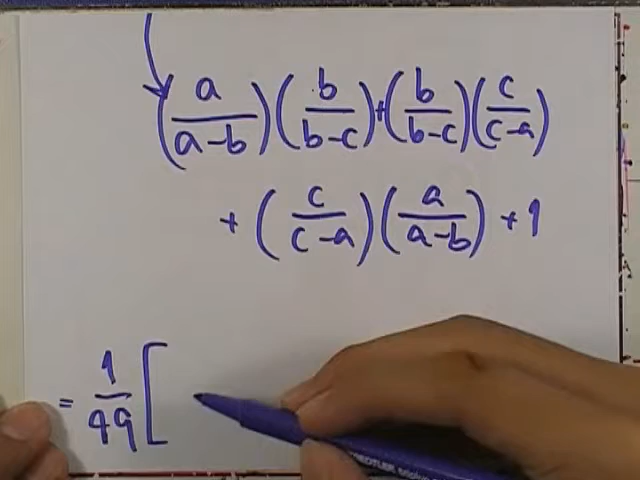 (a/(a-b))(b/(b-c))+(b/(b-c))(c/(c-a))
+ (c/(c-a))(a/(a-b)) + 1
= 1/49 [